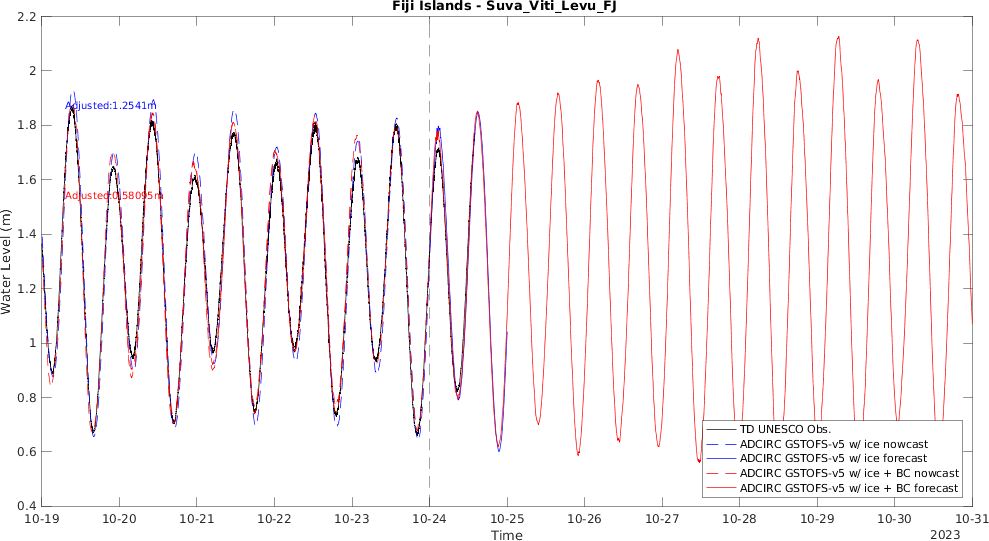 Fiji Islands - Suva_Viti_Levu_FJ
Water Level (m)
2.2
2
1.8
1.6
1.4
1.2
1
0.8
0.6
0.4
Adjusted:1.2541m
Adjusted:0.58095m
TD UNESCO Obs.
ADCIRC GSTOFS-v5 w/ ice nowcast
ADCIRC GSTOFS-v5 w/ ice forecast
ADCIRC GSTOFS-v5 w/ ice + BC nowcast
ADCIRC GSTOFS-v5 w/ ice + BC forecast
10-19 10-20 10-21 10-22 10-23 10-24 10-25 10-26 10-27 10-28 10-29 10-30 10-31
Time
2023